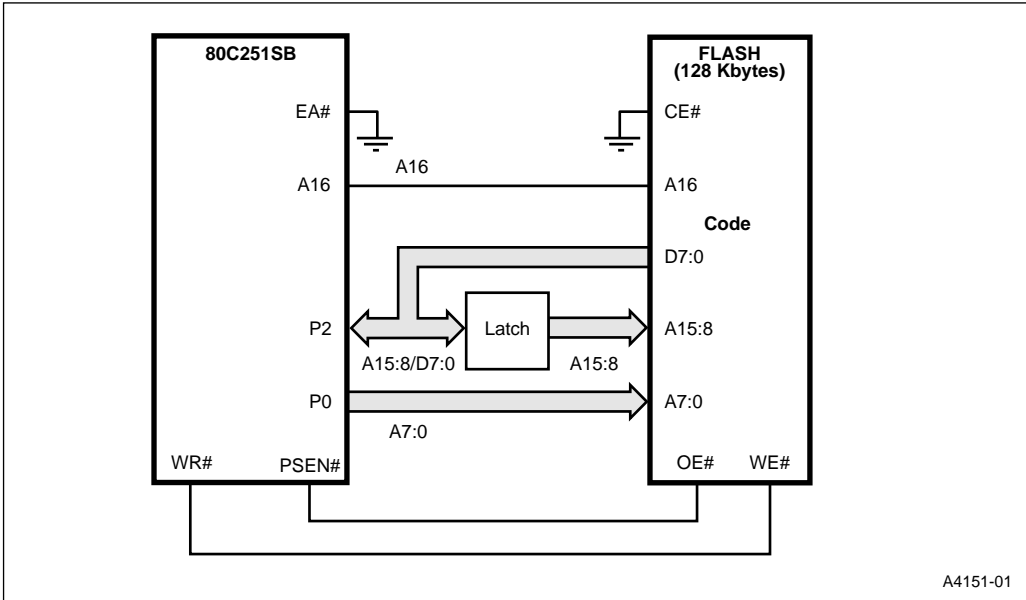 80C251SB
FLASH
(128 Kbytes)
EA#
CE#
A16
A16
A16
Code
D7:0
P2
Latch
A15:8
A15:8/D7:0
A15:8
P0
A7:0
A7:0
WR#
PSEN#
OE#
WE#
A4151-01